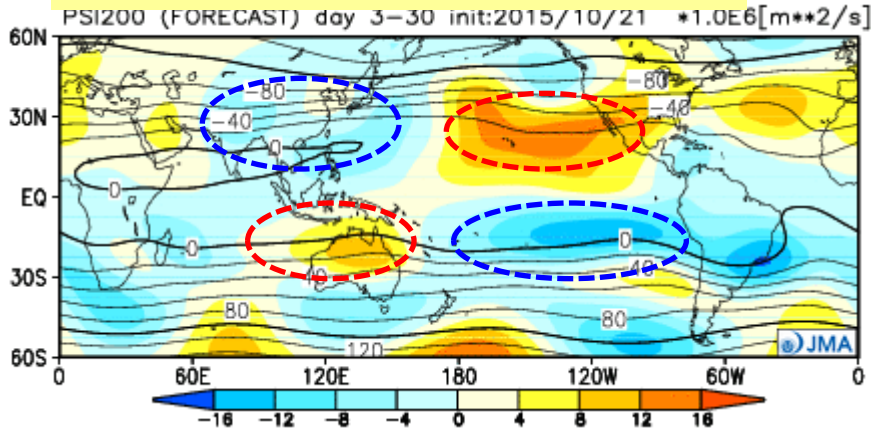 PSI200 (FORECAST) day 3-30 init:2015/10/21 *1.0E6[m**2/s]
60N
-80
-80
-40
30N
-40
0
EQ
0
0
0
30S
40
40
80
80
60S
120
JMA
0
60E
120E
180
120W
60W
0
-16 -12 -8 -4 0 4 8 12 16